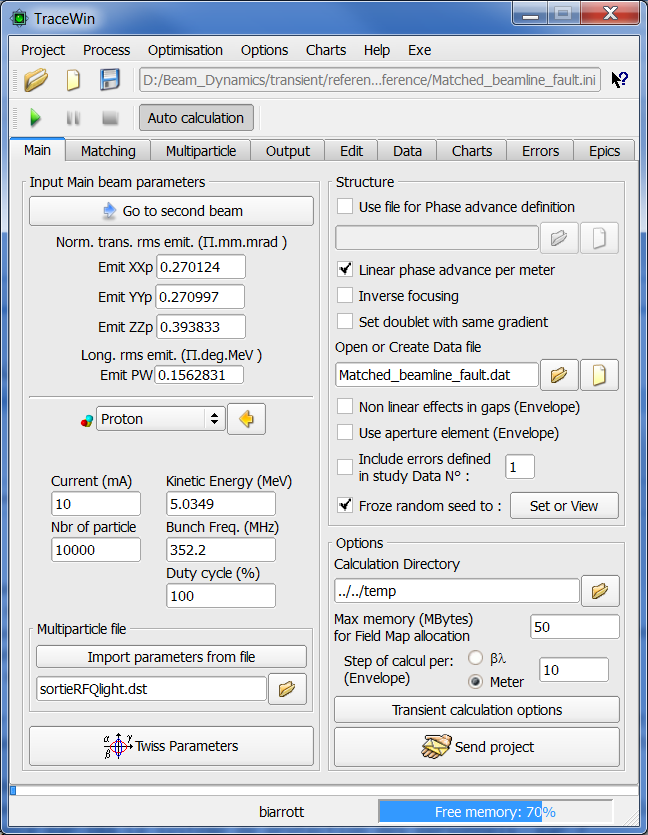 TraceWin
Project Process Optimisation Options Charts Help Exe
D:/Beam_Dynamics/transient/referen...ference/Matched_beamline_fault.ini
Auto calculation
Main Matching Multiparticle Output Edit Data Charts Errors Epics
Input Main beam parameters
Go to second beam
Norm. trans. rms emit. (Π.mm.mrad )
Emit XXp 0.270124
Emit YYp 0.270997
Emit ZZp 0.393833
Long. rms emit. (Π.deg.MeV )
Emit PW 0.1562831
Proton
Current (mA) Kinetic Energy (MeV)
10 5.0349
Nbr of particle Bunch Freq. (MHz)
10000 352.2
Duty cycle (%)
100
Multiparticle file
Import parameters from file
sortieRFQlight.dst
α β γ Twiss Parameters
Structure
Use file for Phase advance definition
Linear phase advance per meter
Inverse focusing
Set doublet with same gradient
Open or Create Data file
Matched_beamline_fault.dat
Non linear effects in gaps (Envelope)
Use aperture element (Envelope)
Include errors defined
in study Data N° : 1
Froze random seed to : Set or View
Options
Calculation Directory
../../temp
Max memory (MBytes)
for Field Map allocation 50
Step of calcul per: βλ
(Envelope) Meter 10
Transient calculation options
Send project
biarrott Free memory: 70%